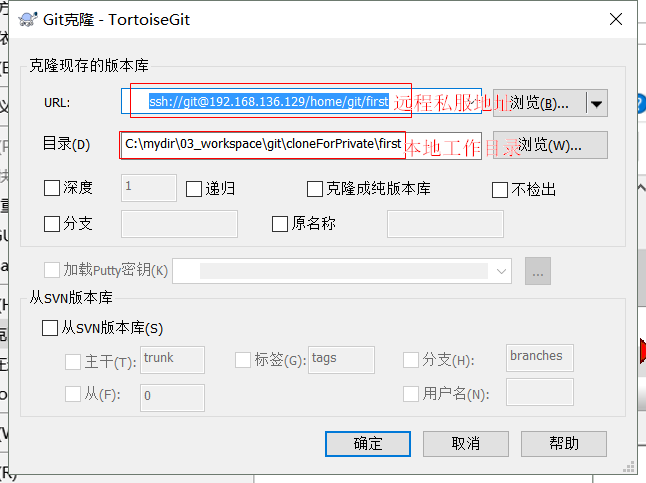 Git克隆 - TortoiseGit
克隆现存的版本库
URL: ssh://git@192.168.136.129/home/git/first 远程私服地址 浏览(B)...
目录(D) C:\mydir\03_workspace\git\cloneForPrivate\first 本地工作目录 浏览(W)...
深度 1 递归 克隆成纯版本库 不检出
分支 原名称
加载Putty密钥(K) ...
从SVN版本库
从SVN版本库(S)
主干(T): trunk 标签(G): tags 分支(H): branches
从(F): 0 用户名(N):
确定 取消 帮助